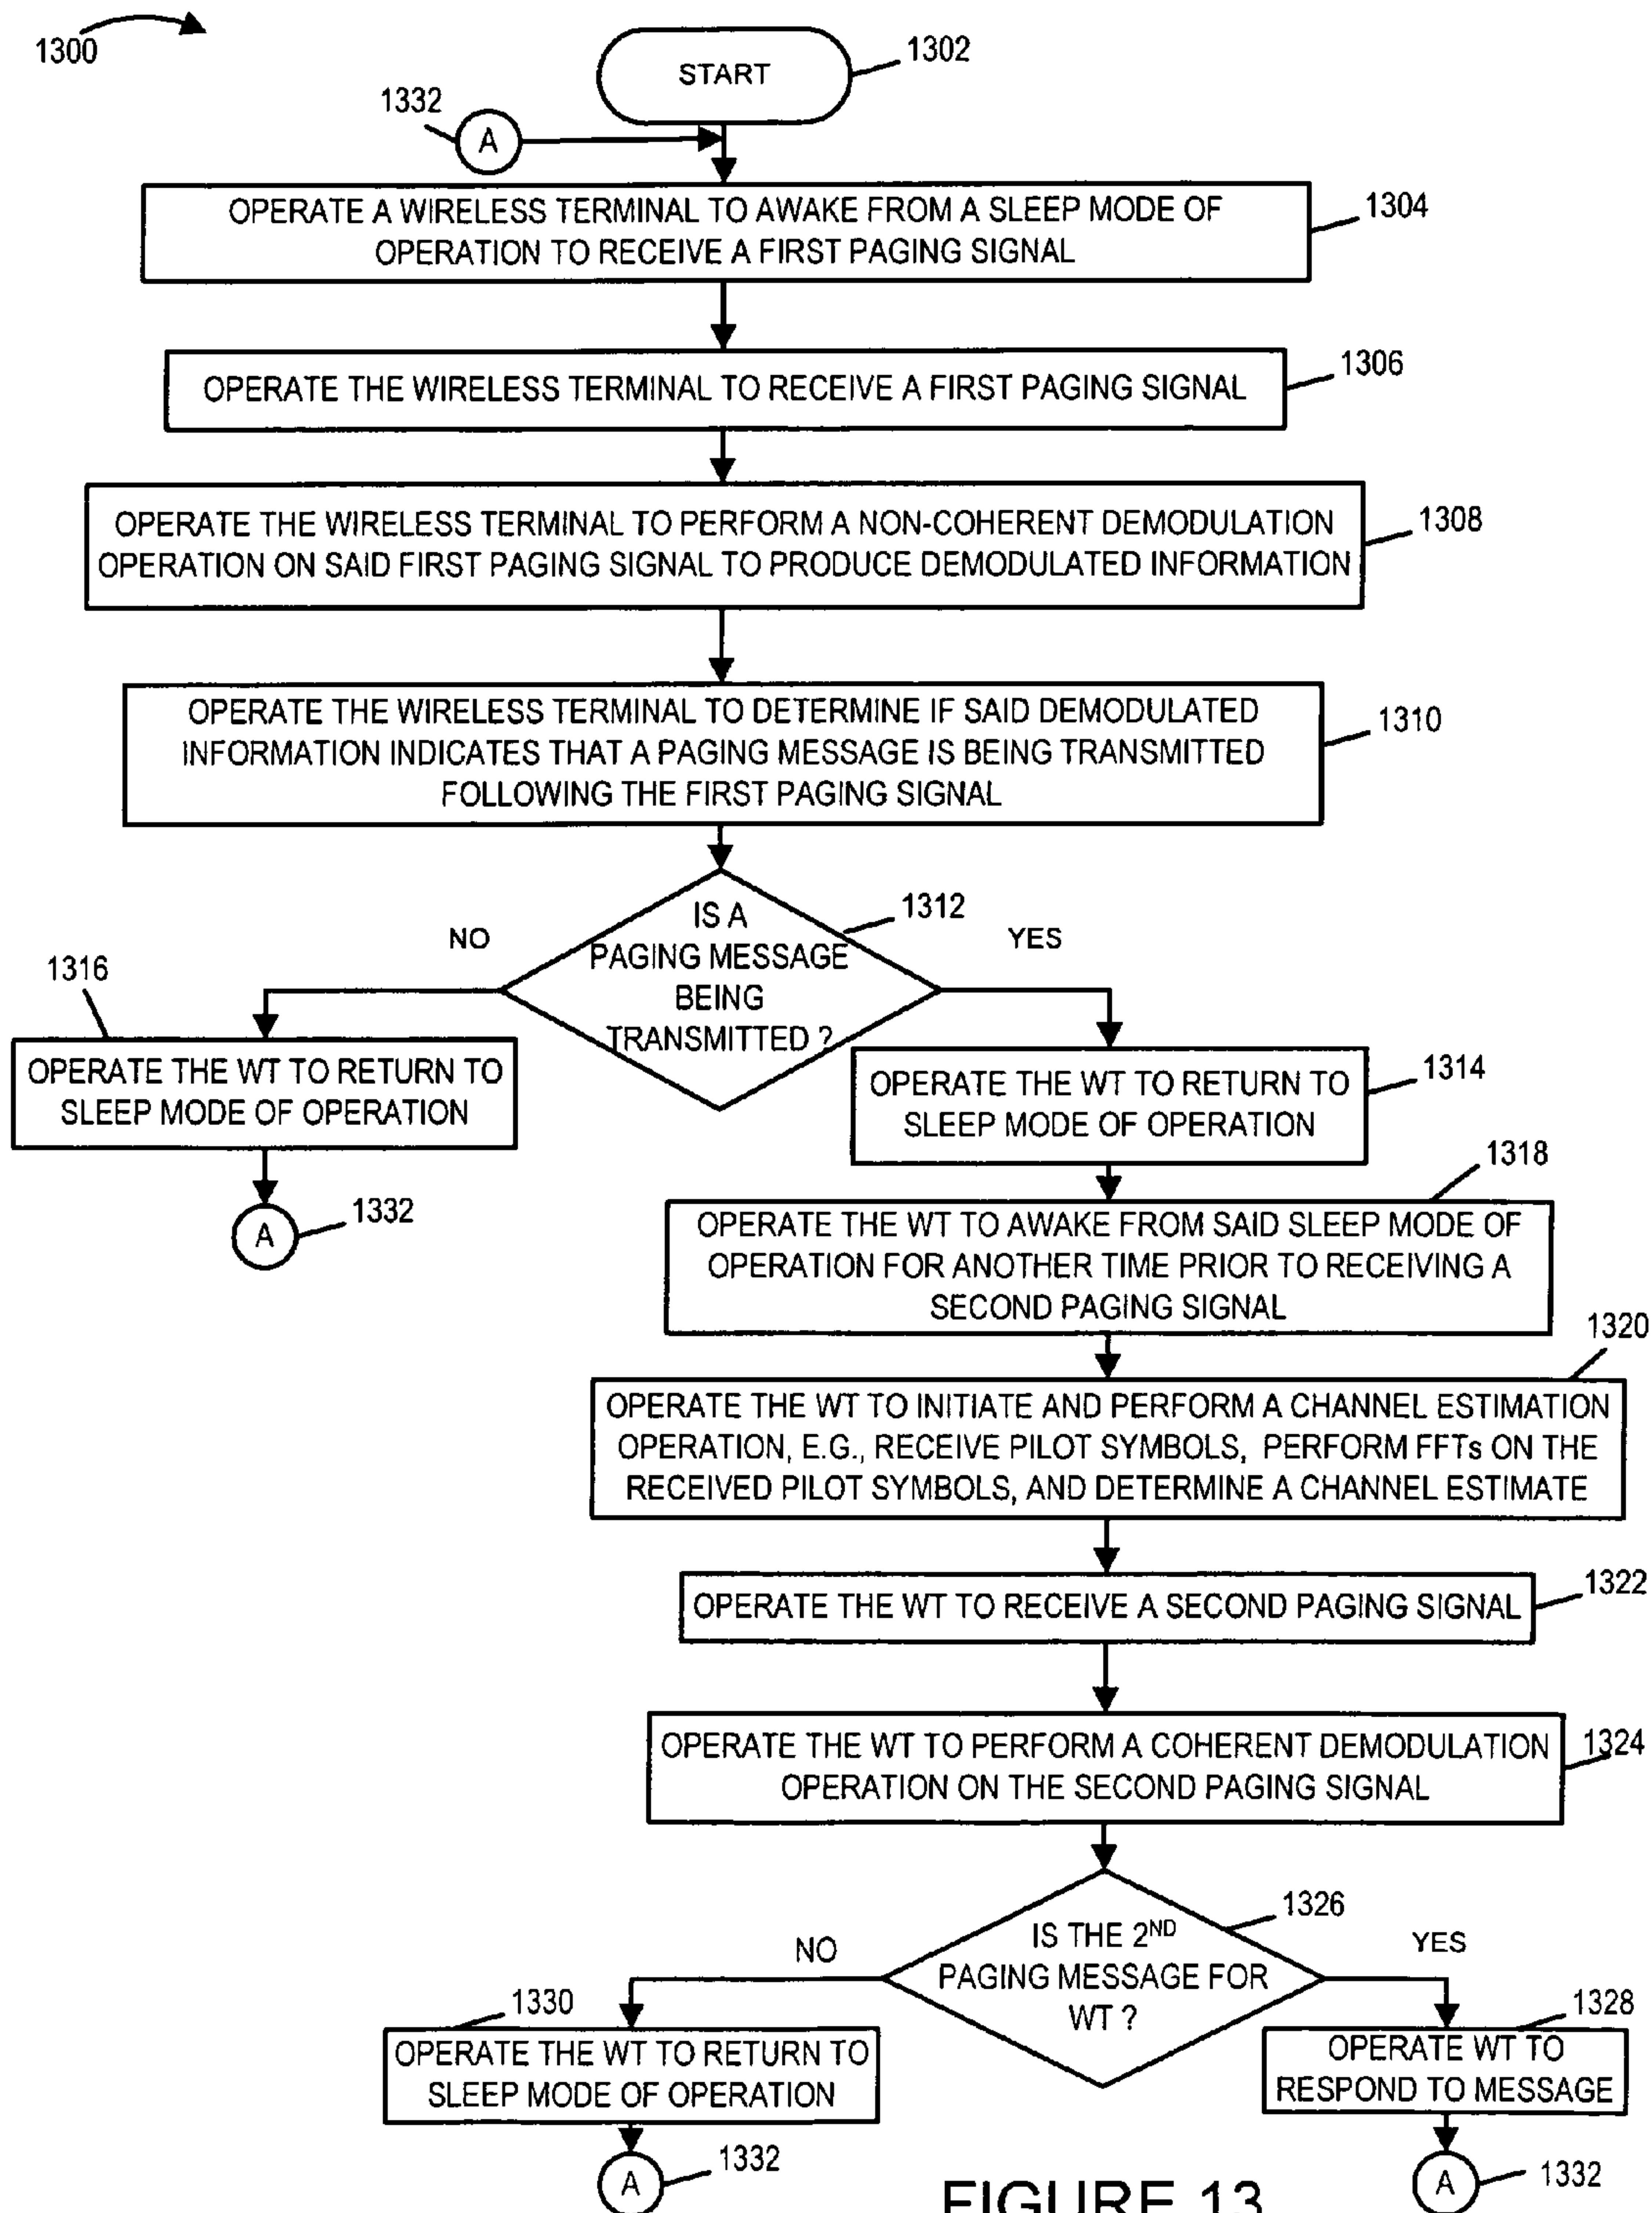 1300
START
1302
1332
A
OPERATE A WIRELESS TERMINAL TO AWAKE FROM A SLEEP MODE OF
OPERATION TO RECEIVE A FIRST PAGING SIGNAL
1304
OPERATE THE WIRELESS TERMINAL TO RECEIVE A FIRST PAGING SIGNAL
1306
OPERATE THE WIRELESS TERMINAL TO PERFORM A NON-COHERENT DEMODULATION
OPERATION ON SAID FIRST PAGING SIGNAL TO PRODUCE DEMODULATED INFORMATION
1308
OPERATE THE WIRELESS TERMINAL TO DETERMINE IF SAID DEMODULATED
INFORMATION INDICATES THAT A PAGING MESSAGE IS BEING TRANSMITTED
FOLLOWING THE FIRST PAGING SIGNAL
1310
IS A
PAGING MESSAGE
BEING
TRANSMITTED ?
1312
NO
YES
1316
OPERATE THE WT TO RETURN TO
SLEEP MODE OF OPERATION
A
1332
OPERATE THE WT TO RETURN TO
SLEEP MODE OF OPERATION
1314
1318
OPERATE THE WT TO AWAKE FROM SAID SLEEP MODE OF
OPERATION FOR ANOTHER TIME PRIOR TO RECEIVING A
SECOND PAGING SIGNAL
1320
OPERATE THE WT TO INITIATE AND PERFORM A CHANNEL ESTIMATION
OPERATION, E.G., RECEIVE PILOT SYMBOLS, PERFORM FFTs ON THE
RECEIVED PILOT SYMBOLS, AND DETERMINE A CHANNEL ESTIMATE
OPERATE THE WT TO RECEIVE A SECOND PAGING SIGNAL
1322
OPERATE THE WT TO PERFORM A COHERENT DEMODULATION
OPERATION ON THE SECOND PAGING SIGNAL
1324
IS THE 2ND
PAGING MESSAGE FOR
WT ?
1326
NO
YES
1330
OPERATE THE WT TO RETURN TO
SLEEP MODE OF OPERATION
A
1332
1328
OPERATE WT TO
RESPOND TO MESSAGE
A
1332
FIGURE 13